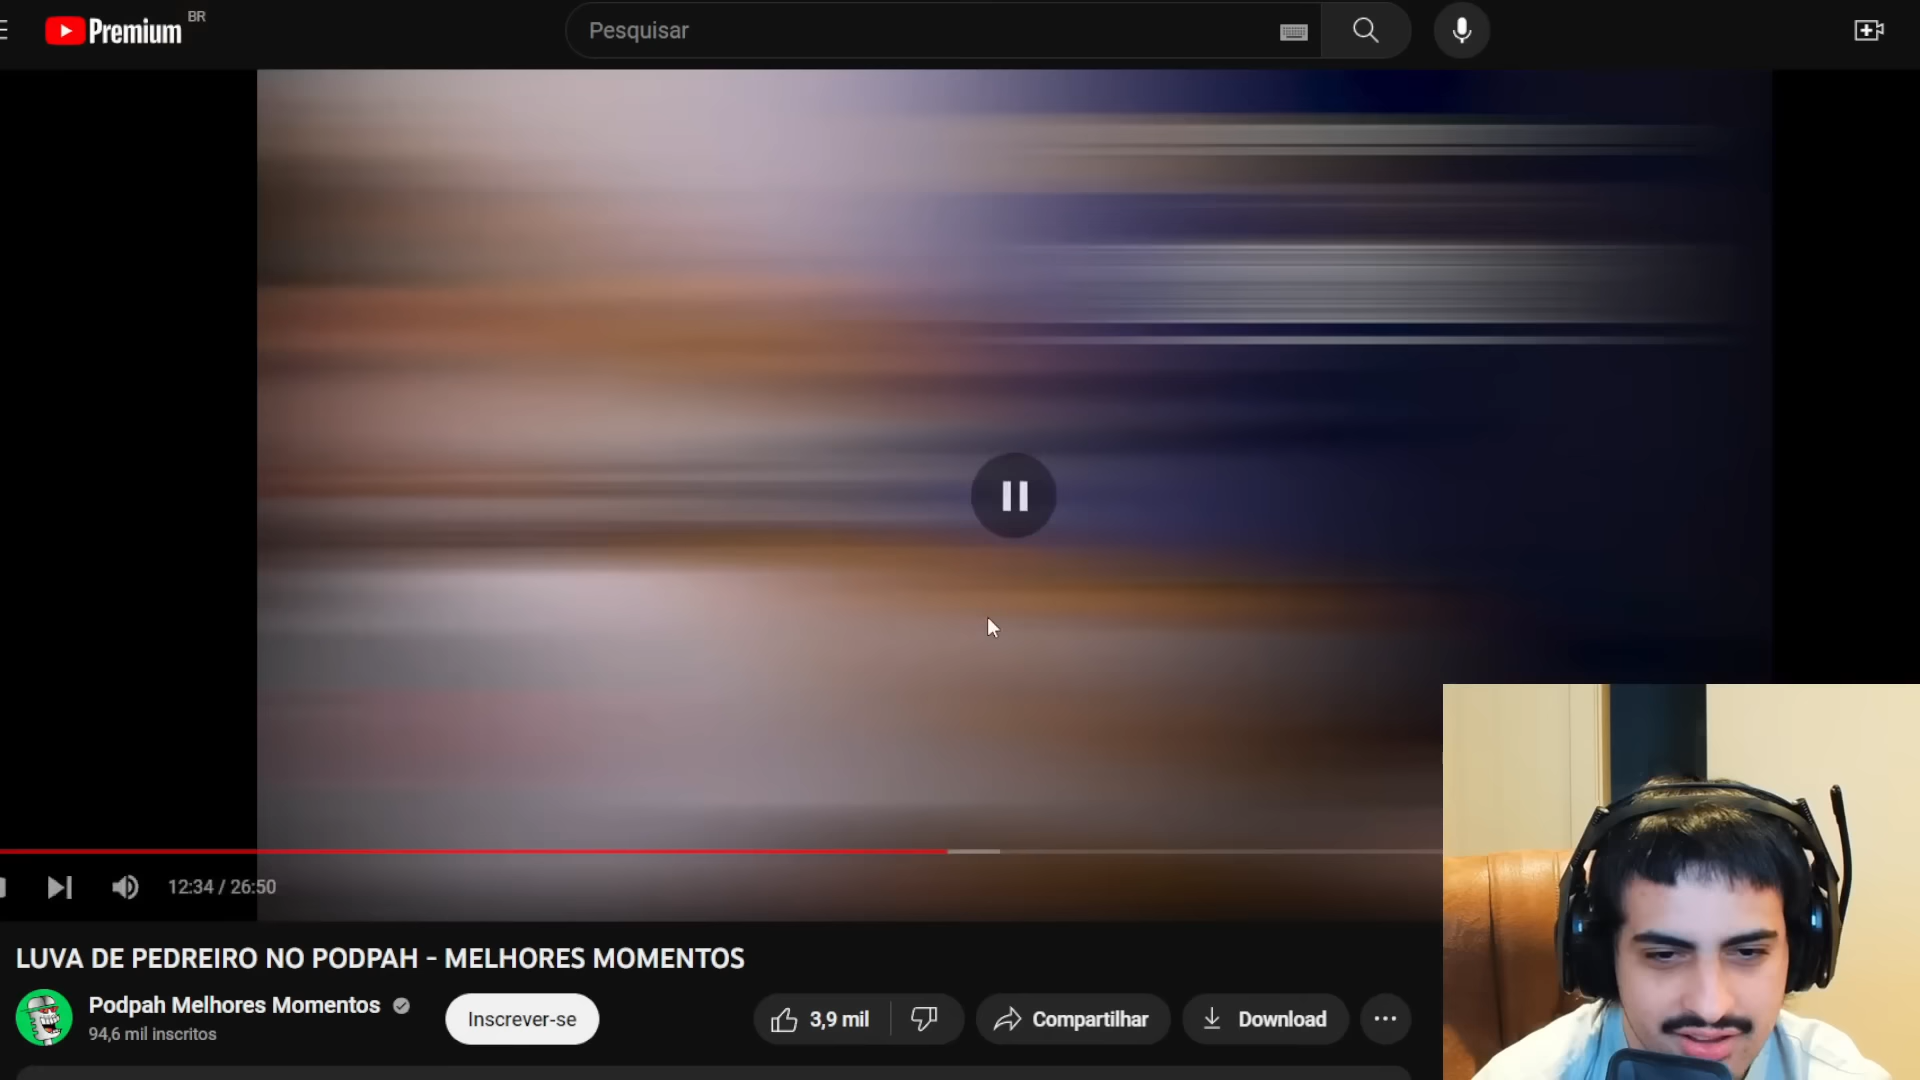 Premium BR
Pesquisar
12:34 / 26:50
LUVA DE PEDREIRO NO PODPAH - MELHORES MOMENTOS
Podpah Melhores Momentos
94,6 mil inscritos
Inscrever-se
3,9 mil
Compartilhar
Download